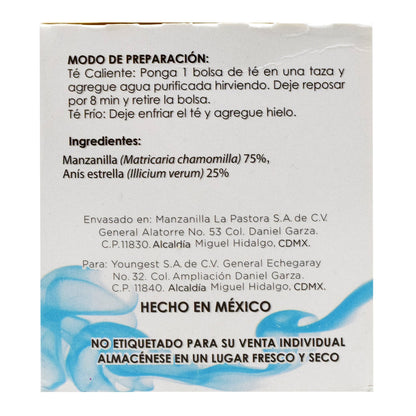 MODO DE PREPARACIÓN:
Té Caliente: Ponga 1 bolsa de té en una taza y
agregue agua purificada hirviendo. Deje reposar
por 8 min y retire la bolsa.
Té Frío: Deje enfriar el té y agregue hielo.
Ingredientes:
Manzanilla (Matricaria chamomilla) 75%,
Anís estrella (Illicium verum) 25%
Envasado en: Manzanilla La Pastora S.A. de C.V.
General Alatorre No. 53 Col. Daniel Garza.
C.P.11830. Alcaldía Miguel Hidalgo, CDMX.
Para: Youngest S.A. de C.V. General Echegaray
No. 32. Col. Ampliación Daniel Garza.
C.P. 11840. Alcaldía Miguel Hidalgo, CDMX.
HECHO EN MÉXICO
NO ETIQUETADO PARA SU VENTA INDIVIDUAL
ALMACÉNESE EN UN LUGAR FRESCO Y SECO